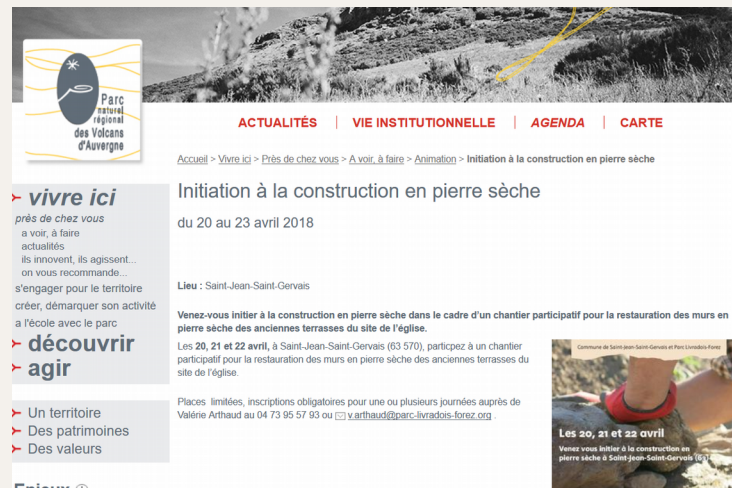 Parc
naturel
régional
des Volcans
d'Auvergne
ACTUALITÉS | VIE INSTITUTIONNELLE | AGENDA | CARTE
Accueil > Vivre ici > Près de chez vous > A voir, à faire > Animation > Initiation à la construction en pierre sèche
vivre ici
près de chez vous
a voir, à faire
actualités
ils innovent, ils agissent...
on vous recommande...
s'engager pour le territoire
créer, démarquer son activité
a l'école avec le parc
découvrir
agir
Un territoire
Des patrimoines
Des valeurs
Enjeux
Initiation à la construction en pierre sèche
du 20 au 23 avril 2018
Lieu : Saint-Jean-Saint-Gervais
Venez-vous initier à la construction en pierre sèche dans le cadre d'un chantier participatif pour la restauration des murs en
pierre sèche des anciennes terrasses du site de l'église.
Les 20, 21 et 22 avril, à Saint-Jean-Saint-Gervais (63 570), particpez à un chantier
participatif pour la restauration des murs en pierre sèche des anciennes terrasses du
site de l'église.
Places limitées, inscriptions obligatoires pour une ou plusieurs journées auprès de
Valérie Arthaud au 04 73 95 57 93 ou v.arthaud@parc-livradois-forez.org .
Commune de Saint-Jean-Saint-Gervais et Parc Livradois-Forez
Les 20, 21 et 22 avril
Venez vous initier à la construction en
pierre sèche à Saint-Jean-Saint-Gervais (63)